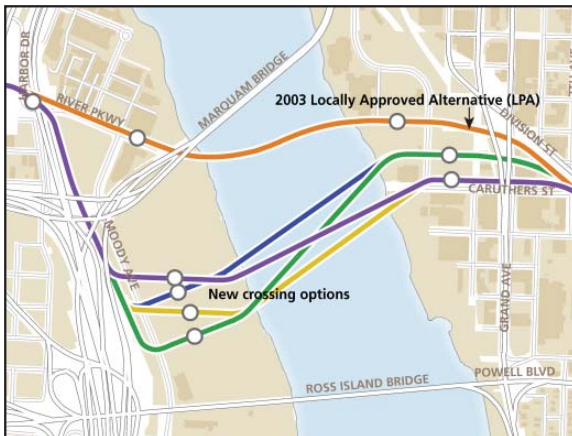 HARBOR DR
RIVER PKWY
MARQUAM BRIDGE
2003 Locally Approved Alternative (LPA)
DIVISION ST
CARUTHERS ST
MOODY AVE
New crossing options
GRAND AVE
POWELL BLVD
ROSS ISLAND BRIDGE